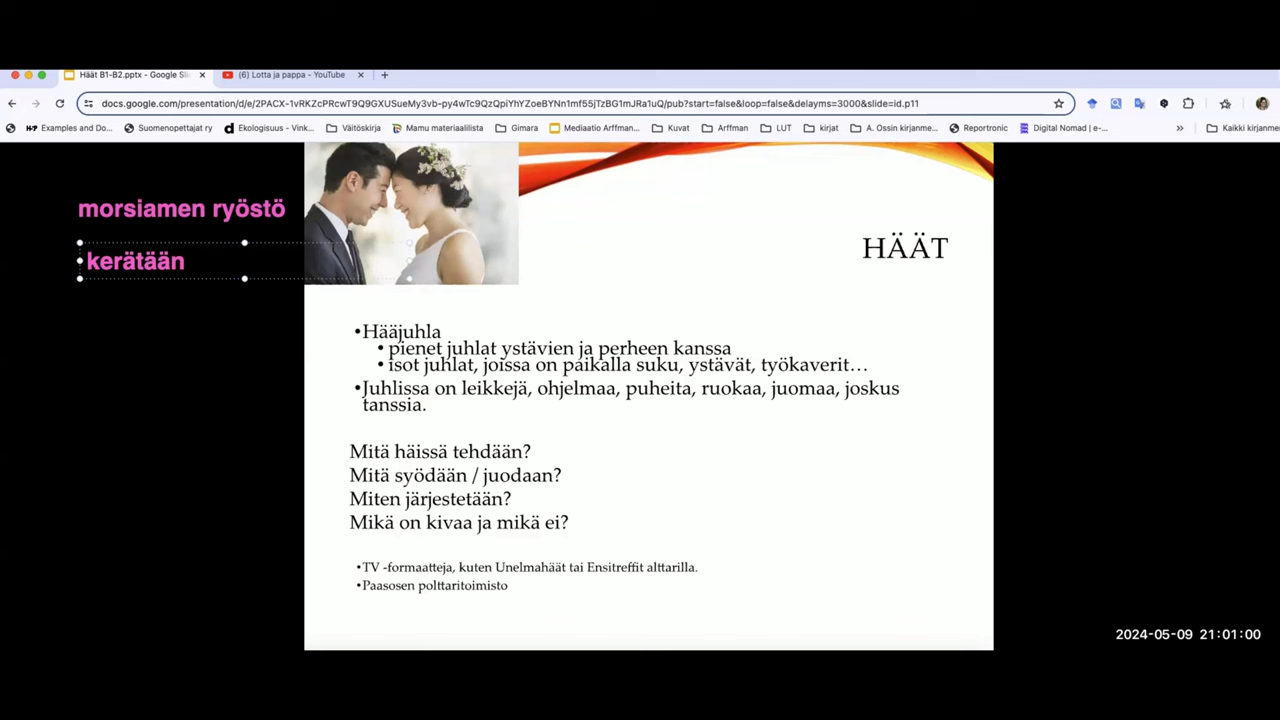 Häät B1-B2.pptx - Google Sli
(6) Lotta ja pappa - YouTube
docs.google.com/presentation/d/e/2PACX-1vRKZcPRcwT9Q9GXUSueMy3vb-py4wTc9QzQpiYhYZoeBYNn1mf55jTzBG1mJRa1uQ/pub?start=false&loop=false&delayms=3000&slide=id.p11
Examples and Do...
Suomenopettajat ry
Ekologisuus - Vink...
Väitöskirja
Mamu materiaalilista
Gimara
Mediaatio Arffman...
Kuvat
Arffman
LUT
kirjat
A. Ossin kirjanme...
Reportronic
Digital Nomad | e-...
Kaikki kirjanmer
morsiamen ryöstö
kerätään
HÄÄT
•Hääjuhla
• pienet juhlat ystävien ja perheen kanssa
• isot juhlat, joissa on paikalla suku, ystävät, työkaverit…
•Juhlissa on leikkejä, ohjelmaa, puheita, ruokaa, juomaa, joskus
tanssia.
Mitä häissä tehdään?
Mitä syödään / juodaan?
Miten järjestetään?
Mikä on kivaa ja mikä ei?
•TV -formaatteja, kuten Unelmahäät tai Ensitreffit alttarilla.
•Paasosen polttaritoimisto
2024-05-09 21:01:00